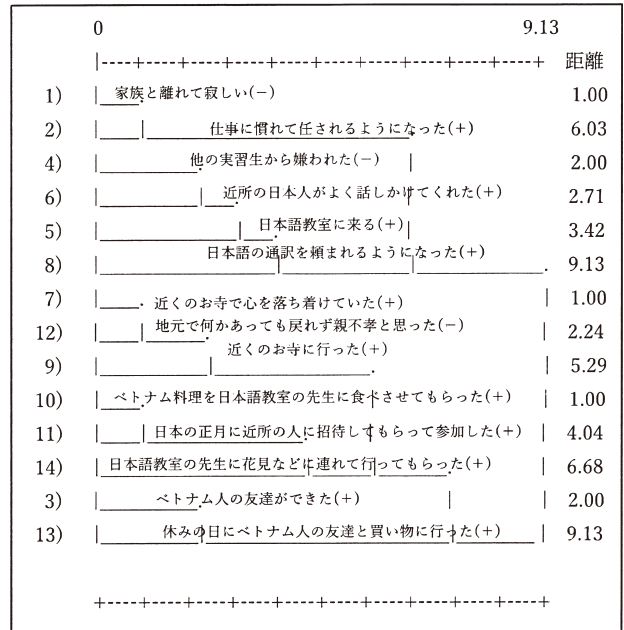 0 9.13
|----+----+----+----+----+----+----+----+----+----+ 距離
1) 家族と離れて寂しい(−) 1.00
2) 仕事に慣れて任されるようになった(+) 6.03
4) 他の実習生から嫌われた(−) 2.00
6) 近所の日本人がよく話しかけてくれた(+) 2.71
5) 日本語教室に来る(+) 3.42
8) 日本語の通訳を頼まれるようになった(+) 9.13
7) 近くのお寺で心を落ち着けていた(+) 1.00
12) 地元で何かあっても戻れず親不孝と思った(−) 2.24
9) 近くのお寺に行った(+) 5.29
10) ベトナム料理を日本語教室の先生に食べさせてもらった(+) 1.00
11) 日本の正月に近所の人に招待してもらって参加した(+) 4.04
14) 日本語教室の先生に花見などに連れて行ってもらった(+) 6.68
3) ベトナム人の友達ができた(+) 2.00
13) 休みの日にベトナム人の友達と買い物に行った(+) 9.13
+----+----+----+----+----+----+----+----+----+----+